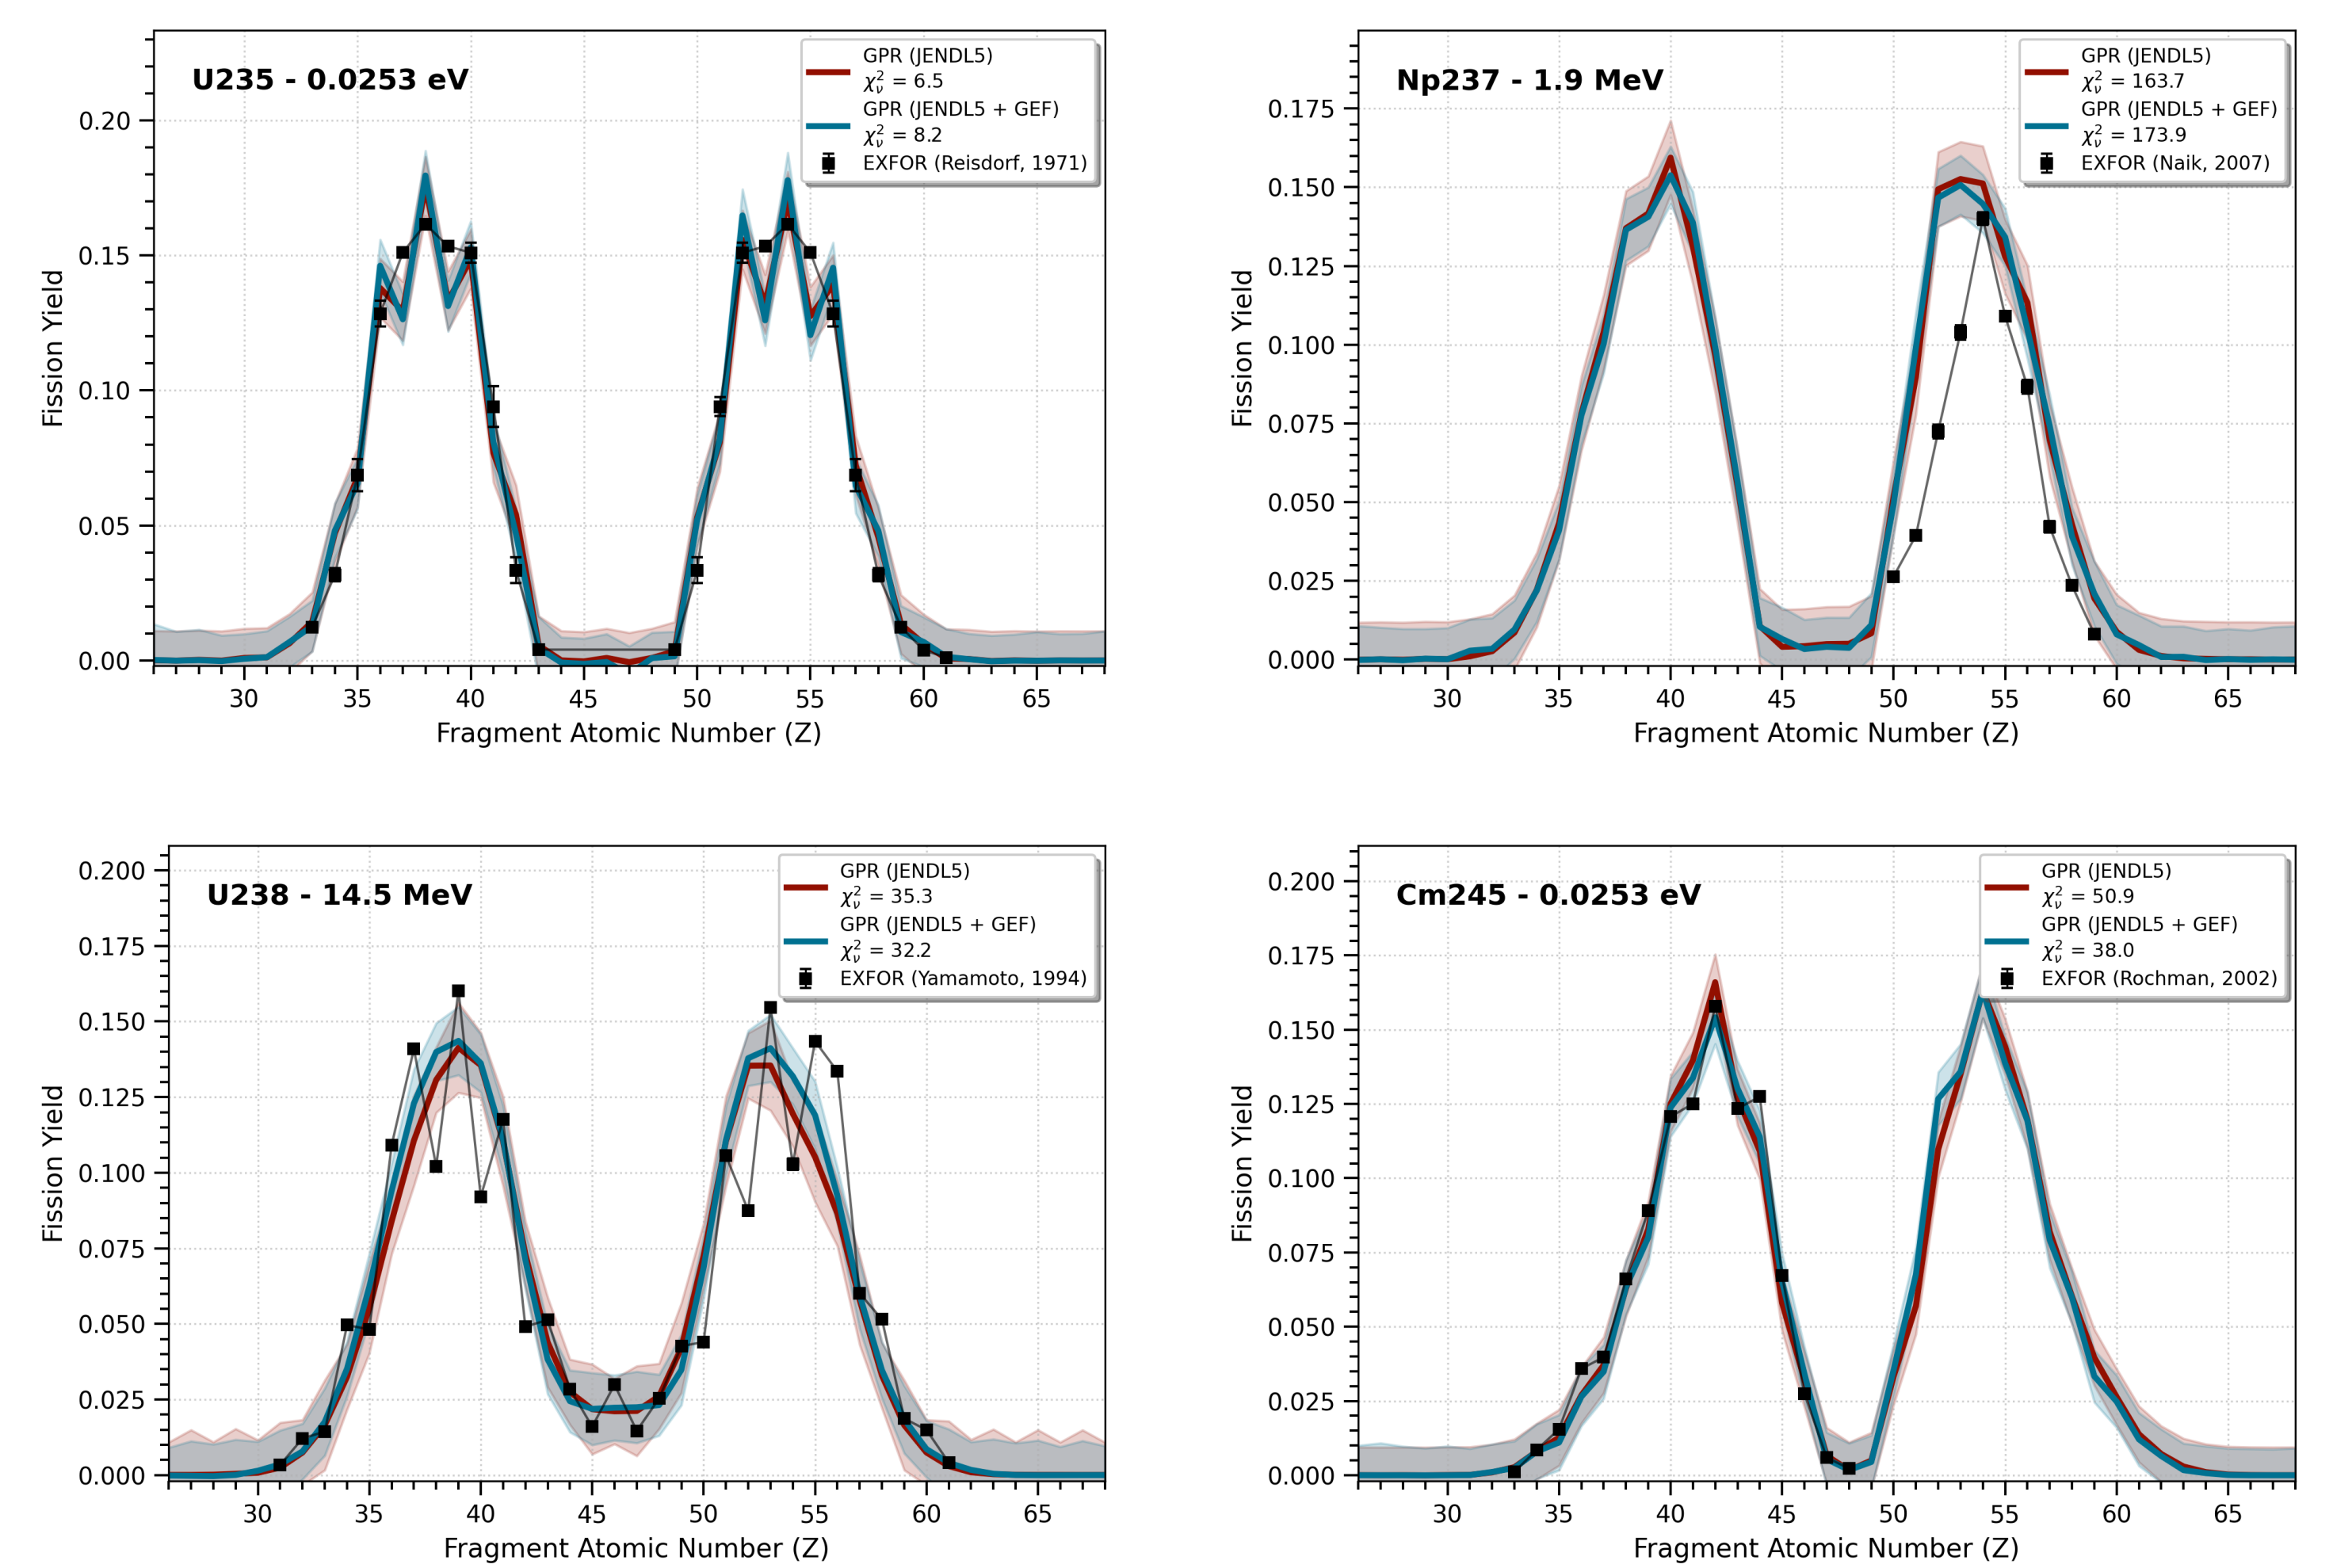 U235 - 0.0253 eV
GPR (JENDL5)
χ²ᵥ = 6.5
GPR (JENDL5 + GEF)
χ²ᵥ = 8.2
EXFOR (Reisdorf, 1971)
Fission Yield
0.20
0.15
0.10
0.05
0.00
30 35 40 45 50 55 60 65
Fragment Atomic Number (Z)
Np237 - 1.9 MeV
GPR (JENDL5)
χ²ᵥ = 163.7
GPR (JENDL5 + GEF)
χ²ᵥ = 173.9
EXFOR (Naik, 2007)
Fission Yield
0.175
0.150
0.125
0.100
0.075
0.050
0.025
0.000
30 35 40 45 50 55 60 65
Fragment Atomic Number (Z)
U238 - 14.5 MeV
GPR (JENDL5)
χ²ᵥ = 35.3
GPR (JENDL5 + GEF)
χ²ᵥ = 32.2
EXFOR (Yamamoto, 1994)
Fission Yield
0.200
0.175
0.150
0.125
0.100
0.075
0.050
0.025
0.000
30 35 40 45 50 55 60 65
Fragment Atomic Number (Z)
Cm245 - 0.0253 eV
GPR (JENDL5)
χ²ᵥ = 50.9
GPR (JENDL5 + GEF)
χ²ᵥ = 38.0
EXFOR (Rochman, 2002)
Fission Yield
0.200
0.175
0.150
0.125
0.100
0.075
0.050
0.025
0.000
30 35 40 45 50 55 60 65
Fragment Atomic Number (Z)